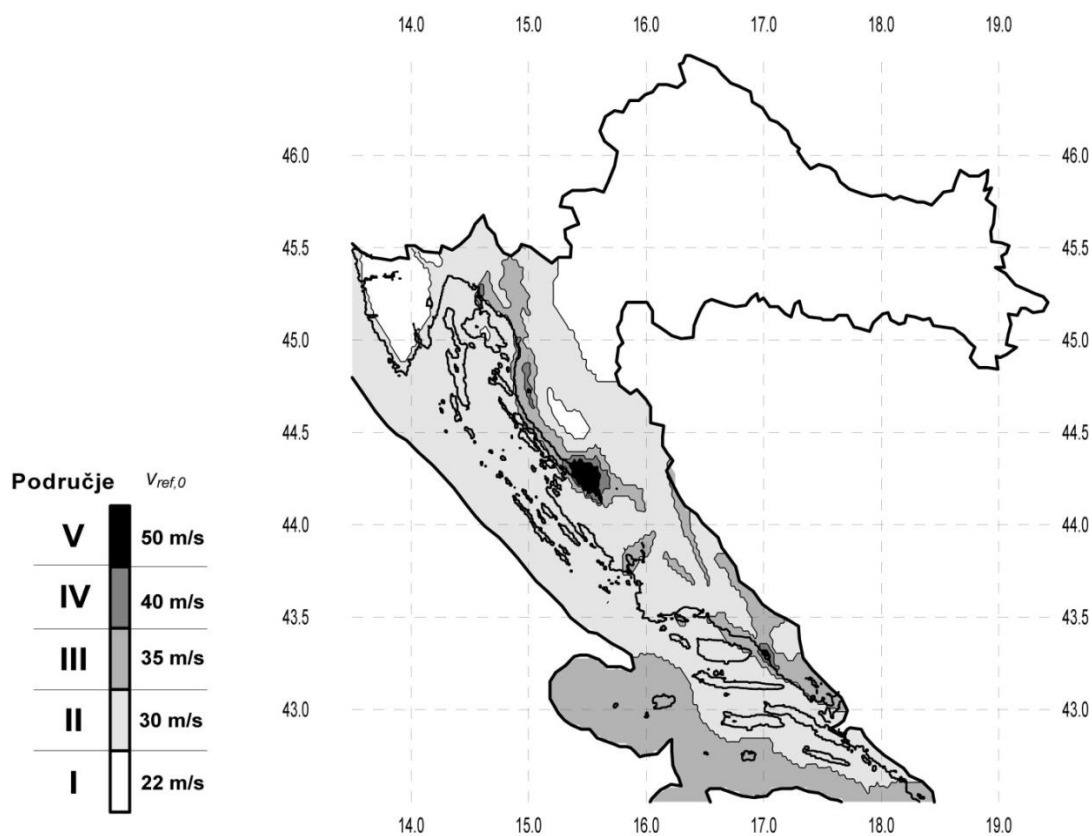 14.0 15.0 16.0 17.0 18.0 19.0
46.0 46.0
45.5 45.5
45.0 45.0
44.5 44.5
44.0 44.0
43.5 43.5
43.0 43.0
14.0 15.0 16.0 17.0 18.0 19.0
Područje Vref,0
V 50 m/s
IV 40 m/s
III 35 m/s
II 30 m/s
I 22 m/s